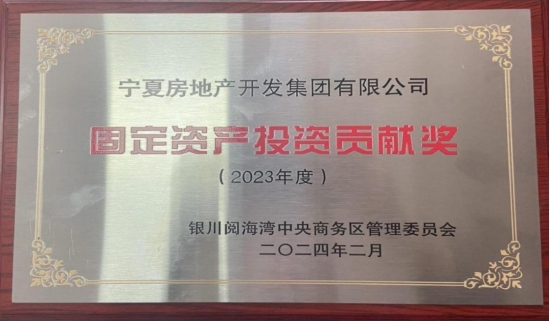 宁夏房地产开发集团有限公司
固定资产投资贡献奖
（2023年度）
银川阅海湾中央商务区管理委员会
二〇二四年二月